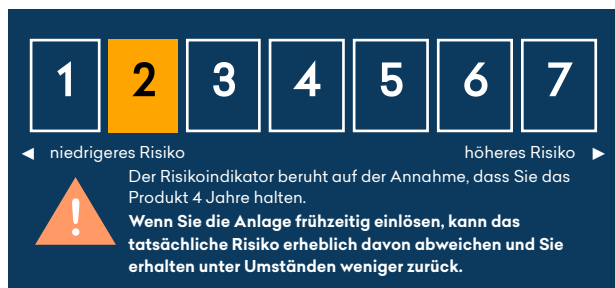 1 2 3 4 5 6 7
◄ niedrigeres Risiko höheres Risiko ►
Der Risikoindikator beruht auf der Annahme, dass Sie das
Produkt 4 Jahre halten.
!
Wenn Sie die Anlage frühzeitig einlösen, kann das
tatsächliche Risiko erheblich davon abweichen und Sie
erhalten unter Umständen weniger zurück.